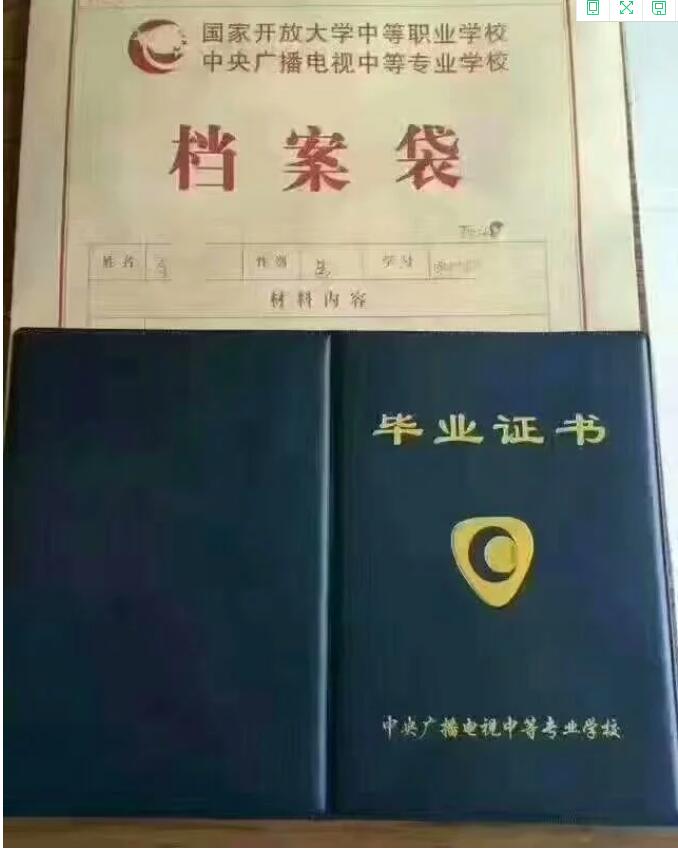 国家开放大学中等职业学校
中央广播电视中等专业学校
档案袋
姓名 性别 学习
材料内容
毕业证书
中央广播电视中等专业学校